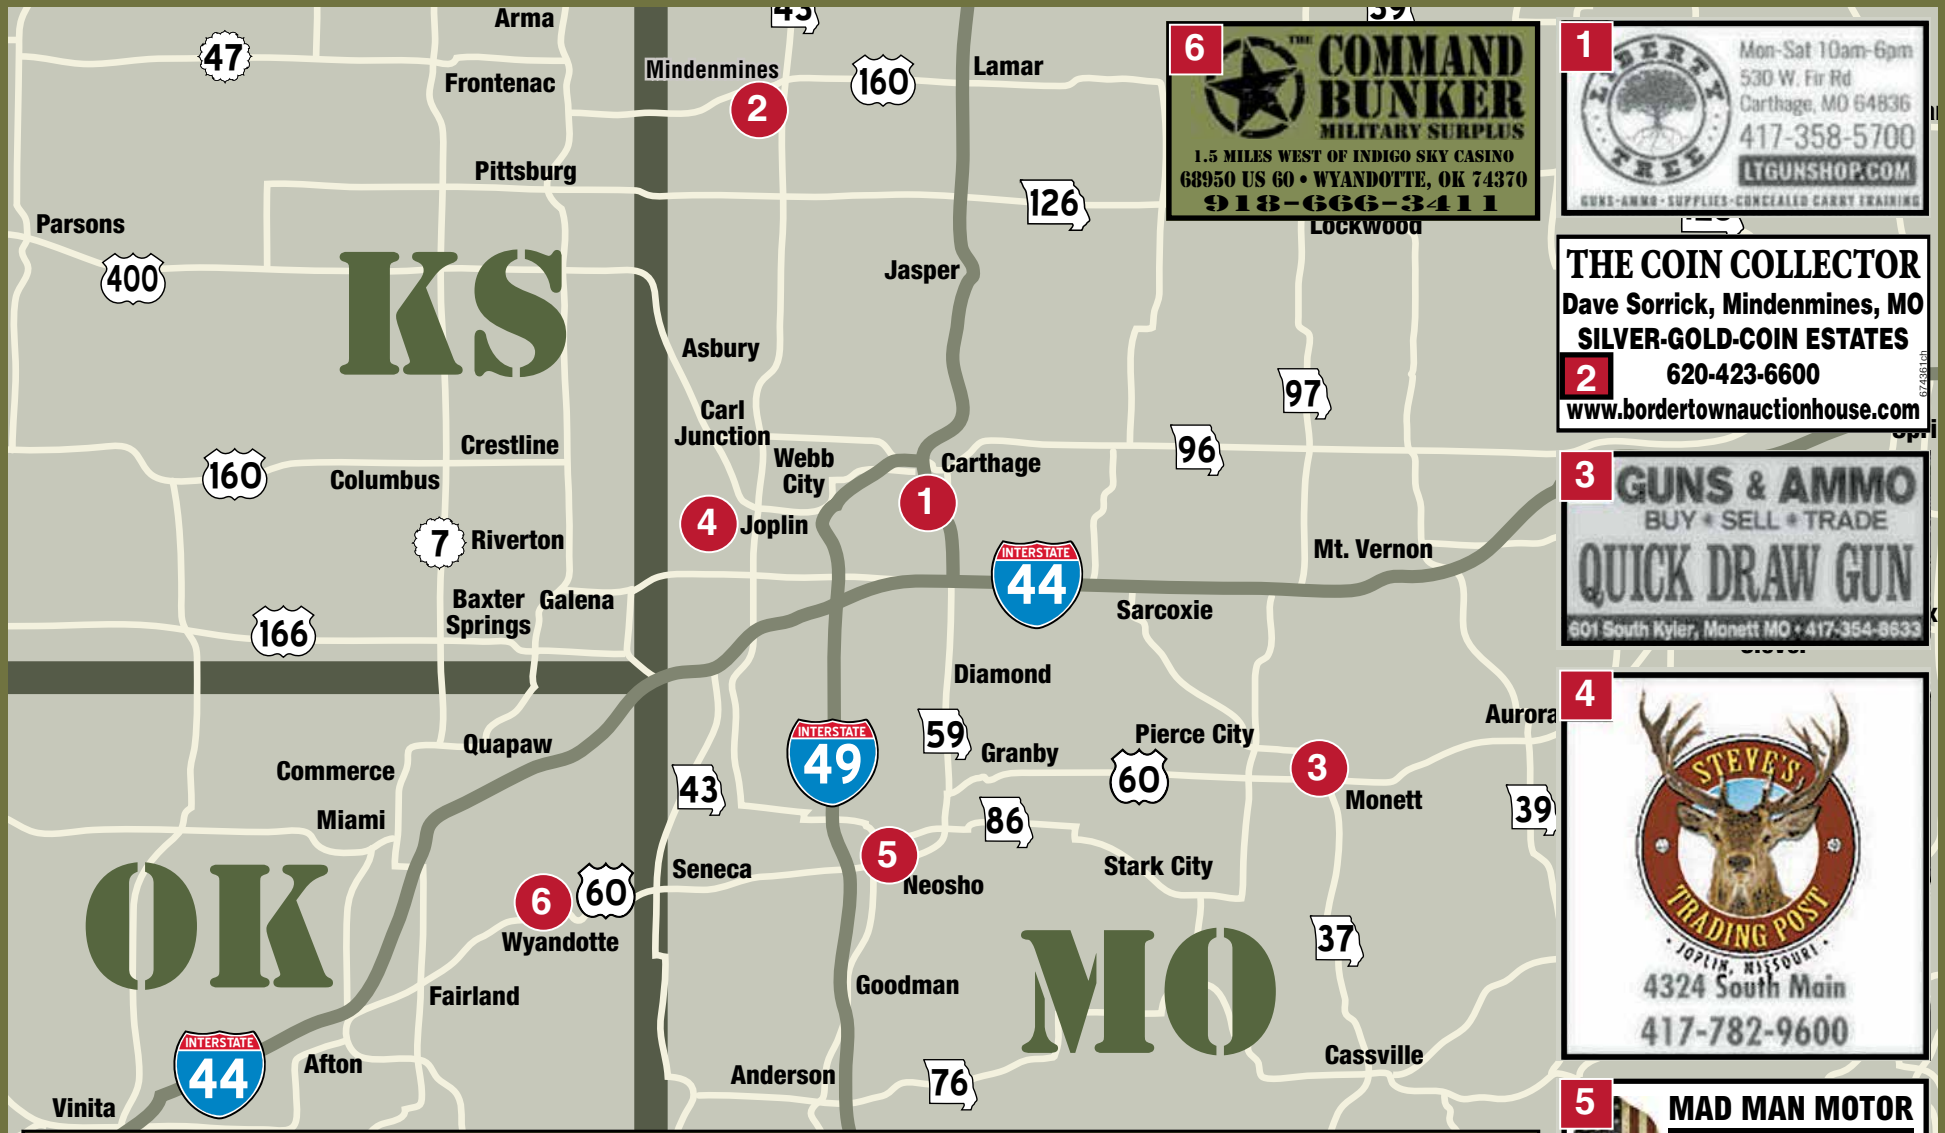 Arma
43
39
47
Frontenac
Mindenmines
2
160
Lamar
Pittsburg
126
Parsons
400
KS
Jasper
Lockwood
Asbury
97
Carl
Junction
96
Crestline
Webb
City
Carthage
160
Columbus
1
4
Joplin
7
Riverton
INTERSTATE
44
Mt. Vernon
Baxter
Springs
Galena
Sarcoxie
166
Diamond
Quapaw
INTERSTATE
49
59
Granby
Pierce City
60
3
Monett
Aurora
Commerce
43
39
Miami
86
5
Neosho
Stark City
Seneca
OK
6
60
Wyandotte
37
MO
Fairland
Goodman
INTERSTATE
44
Afton
Anderson
76
Cassville
Vinita
6
THE COMMAND
BUNKER
MILITARY SURPLUS
1.5 MILES WEST OF INDIGO SKY CASINO
68950 US 60 • WYANDOTTE, OK 74370
918-666-3411
1
LIBERTY
TREE
Mon-Sat 10am-6pm
530 W. Fir Rd
Carthage, MO 64836
417-358-5700
LTGUNSHOP.COM
GUNS-AMMO-SUPPLIES-CONCEALED CARRY TRAINING
THE COIN COLLECTOR
Dave Sorrick, Mindenmines, MO
SILVER-GOLD-COIN ESTATES
2
620-423-6600
www.bordertownauctionhouse.com
674361ch
3
GUNS & AMMO
BUY * SELL * TRADE
QUICK DRAW GUN
601 South Kyler, Monett MO • 417-354-8633
4
STEVE'S
TRADING POST
• JOPLIN, MISSOURI •
4324 South Main
417-782-9600
5
MAD MAN MOTOR